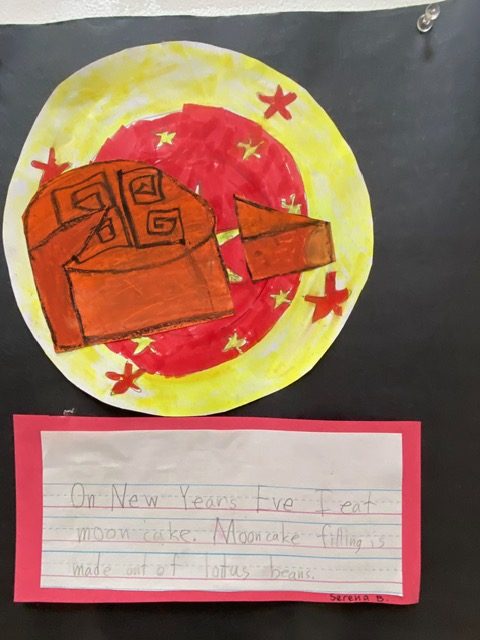 On New Years Eve I eat
moon cake. Mooncake filling is
made out of lotus beans.
Serena B.